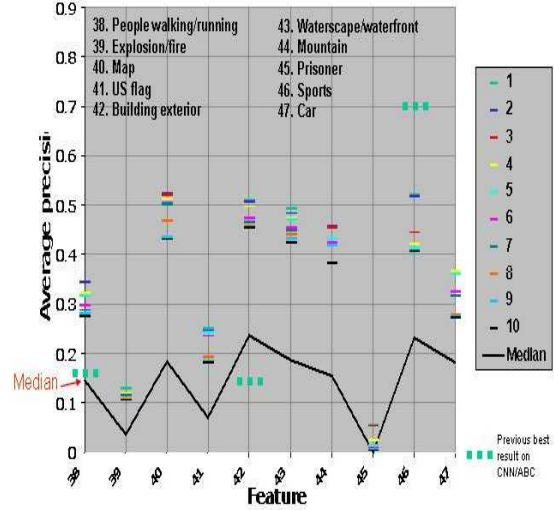 0.9
0.8
0.7
0.6
0.5
0.4
0.3
0.2
0.1
0
Average precisi
38. People walking/running
39. Explosion/fire
40. Map
41. US flag
42. Building exterior
43. Waterscape/waterfront
44. Mountain
45. Prisoner
46. Sports
47. Car
1
2
3
4
5
6
7
8
9
10
Median
Median
38 39 40 41 42 43 44 45 46 47
Feature
Previous best
result on
CNN/ABC